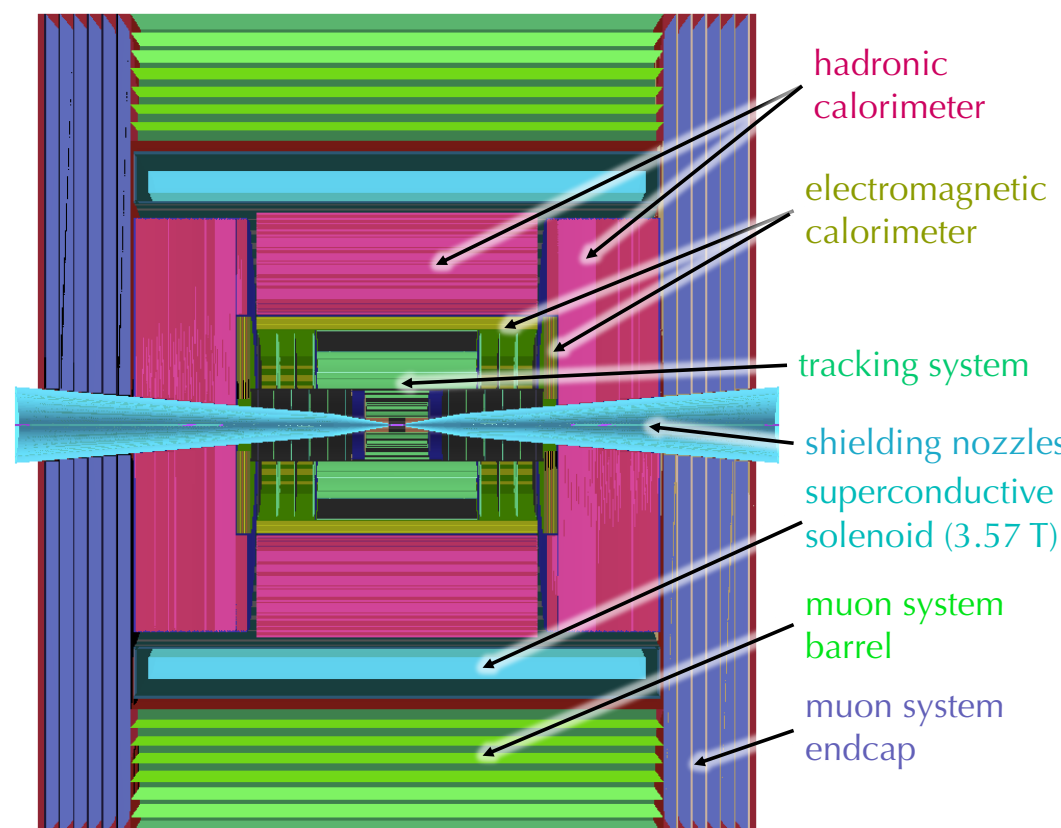 hadronic
calorimeter
electromagnetic
calorimeter
tracking system
shielding nozzles
superconductive
solenoid (3.57 T)
muon system
barrel
muon system
endcap